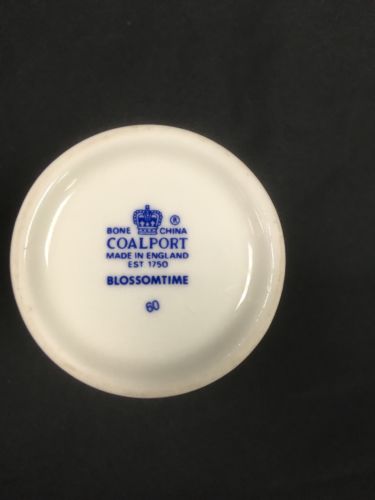 BONE CHINA ®
COALPORT
MADE IN ENGLAND
EST 1750
BLOSSOMTIME
60